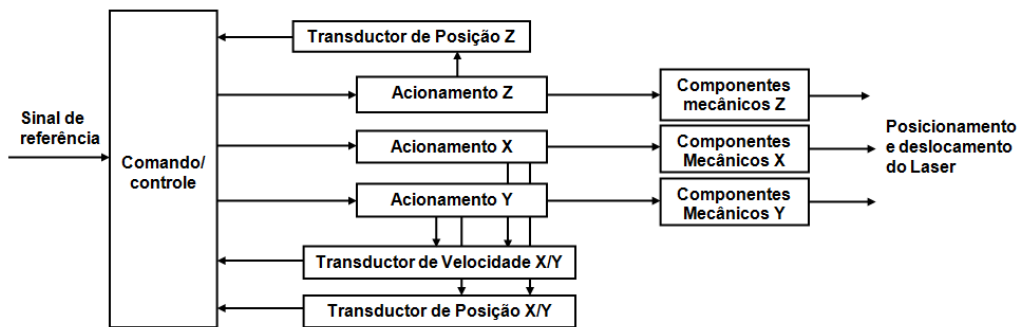 Transductor de Posição Z
Acionamento Z
Componentes
mecânicos Z
Sinal de
referência
Comando/
controle
Acionamento X
Componentes
Mecânicos X
Posicionamento
e deslocamento
do Laser
Acionamento Y
Componentes
Mecânicos Y
Transductor de Velocidade X/Y
Transductor de Posição X/Y